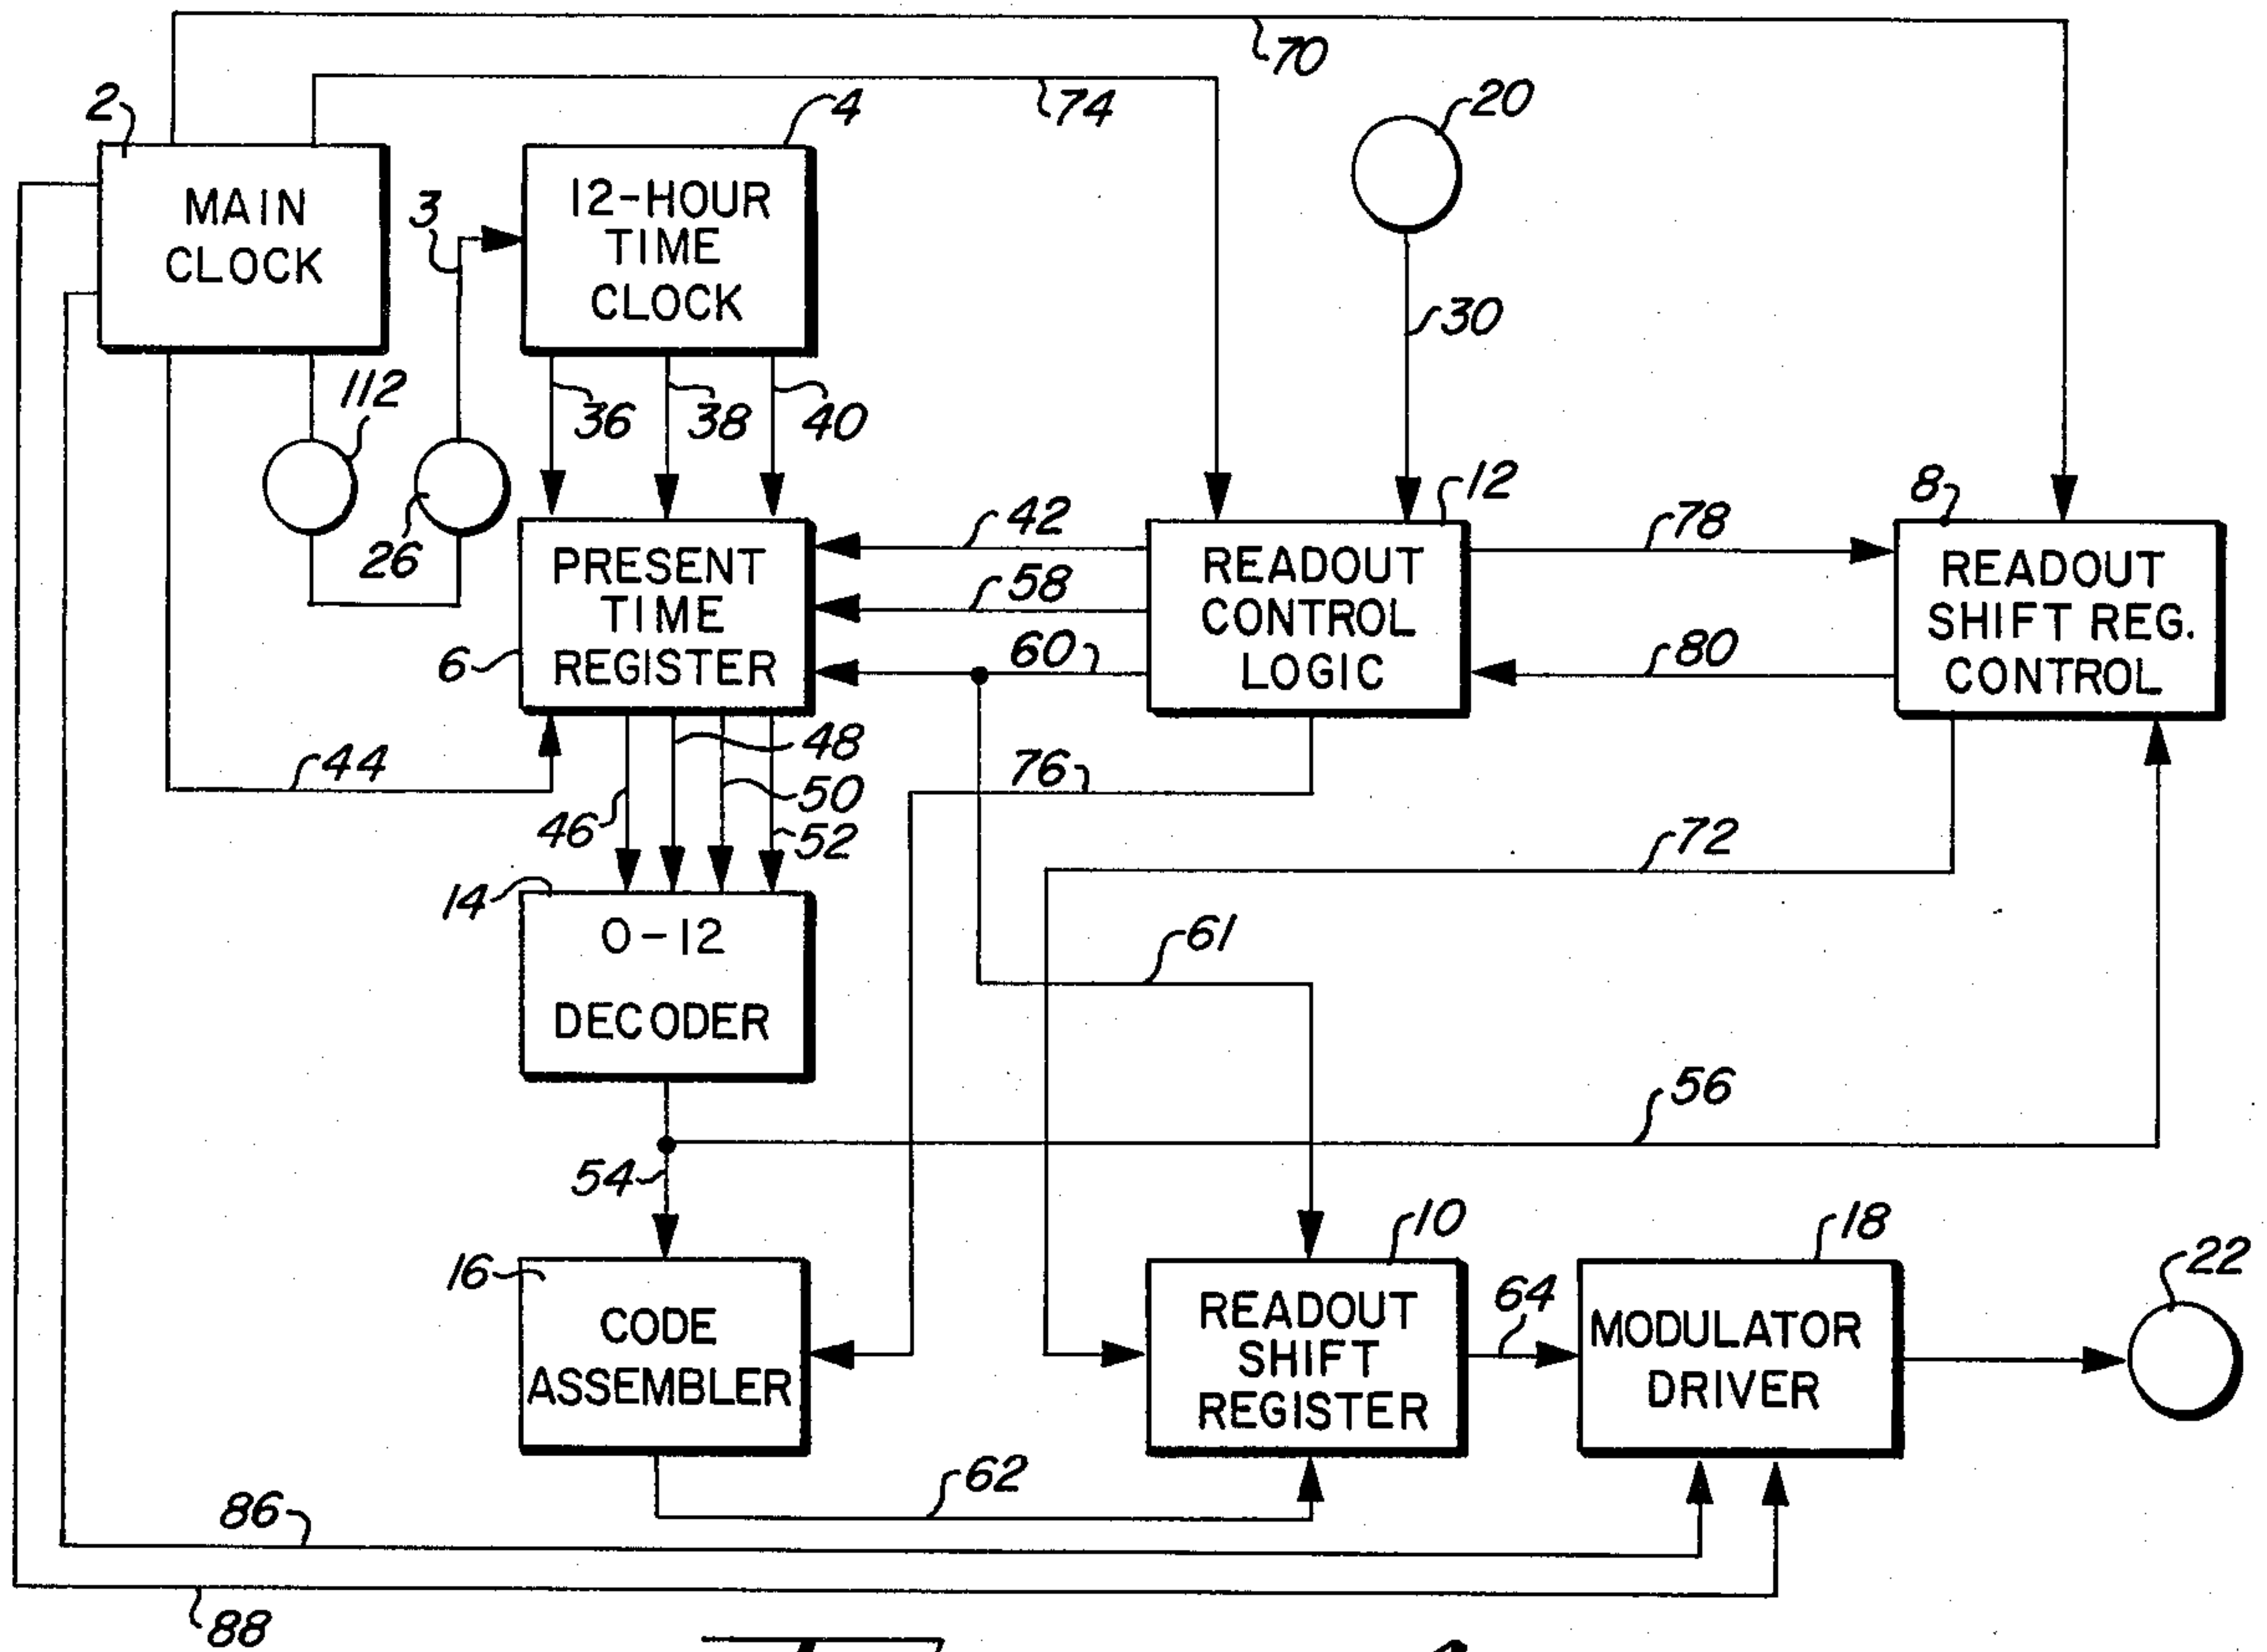 70
74
2
4
20
MAIN
CLOCK
3
12-HOUR
TIME
CLOCK
30
112
36
38
40
26
42
12
78
8
PRESENT
TIME
REGISTER
6
58
60
READOUT
CONTROL
LOGIC
80
READOUT
SHIFT REG.
CONTROL
44
48
50
46
52
76
72
14
0-12
DECODER
61
56
54
16
CODE
ASSEMBLER
10
READOUT
SHIFT
REGISTER
64
18
MODULATOR
DRIVER
22
62
86
88